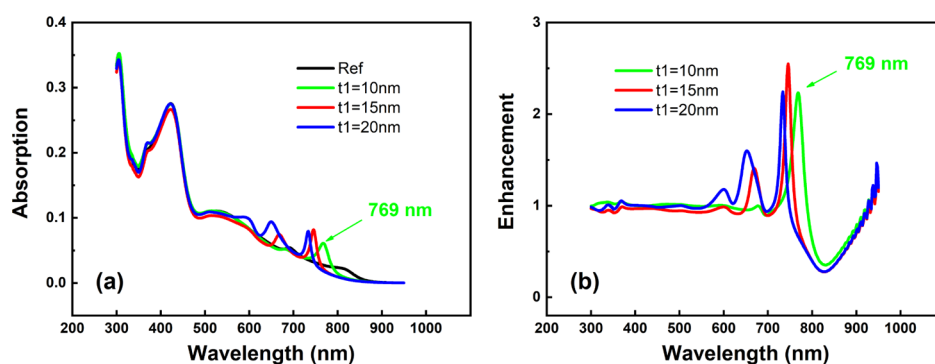 0.4
0.3
0.2
0.1
0.0
Absorption
Ref
t1=10nm
t1=15nm
t1=20nm
769 nm
(a)
200 300 400 500 600 700 800 900 1000
Wavelength (nm)
3
2
1
0
Enhancement
t1=10nm
t1=15nm
t1=20nm
769 nm
(b)
200 300 400 500 600 700 800 900 1000
Wavelength (nm)